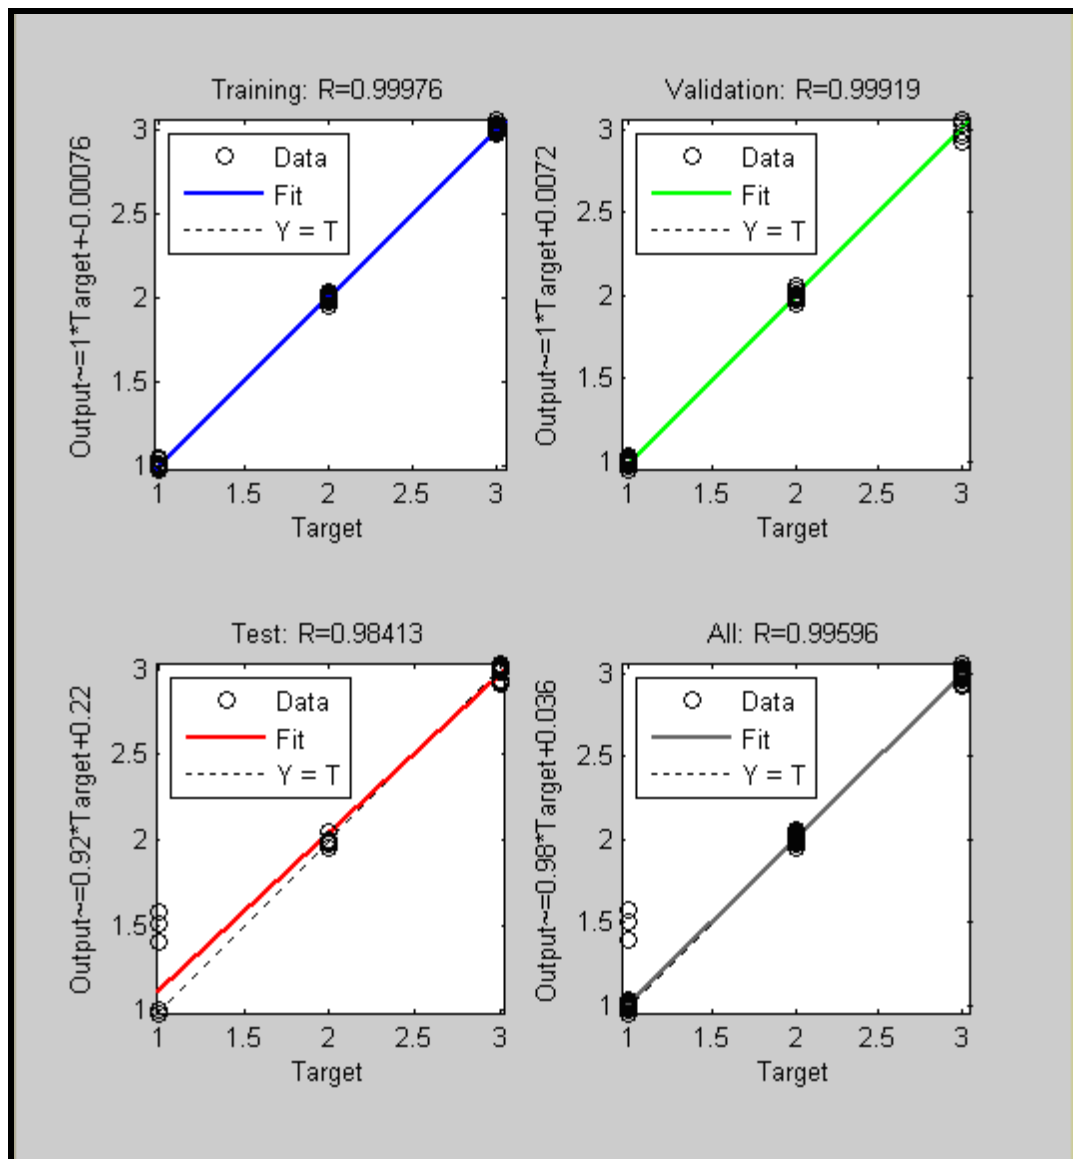 Training: R=0.99976
Output~=1*Target+-0.00076
Data
Fit
Y = T
3
2.5
2
1.5
1
1 1.5 2 2.5 3
Target
Validation: R=0.99919
Output~=1*Target+0.0072
Data
Fit
Y = T
3
2.5
2
1.5
1
1 1.5 2 2.5 3
Target
Test: R=0.98413
Output~=0.92*Target+0.22
Data
Fit
Y = T
3
2.5
2
1.5
1
1 1.5 2 2.5 3
Target
All: R=0.99596
Output~=0.98*Target+0.036
Data
Fit
Y = T
3
2.5
2
1.5
1
1 1.5 2 2.5 3
Target